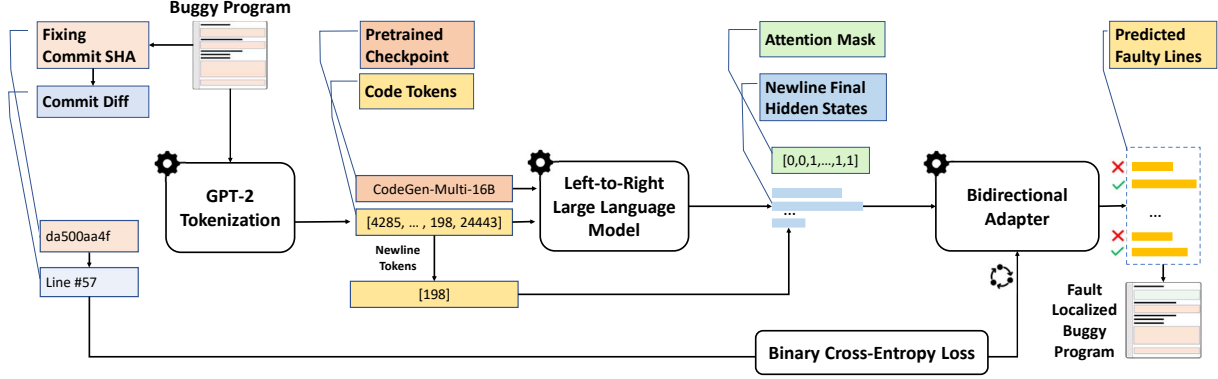 Buggy Program
Fixing
Commit SHA
Commit Diff
Pretrained
Checkpoint
Code Tokens
Attention Mask
Newline Final
Hidden States
Predicted
Faulty Lines
GPT-2
Tokenization
CodeGen-Multi-16B
[4285, … , 198, 24443]
Newline
Tokens
[198]
Left-to-Right
Large Language
Model
[0,0,1,…,1,1]
...
Bidirectional
Adapter
...
da500aa4f
Line #57
Fault
Localized
Buggy
Program
Binary Cross-Entropy Loss